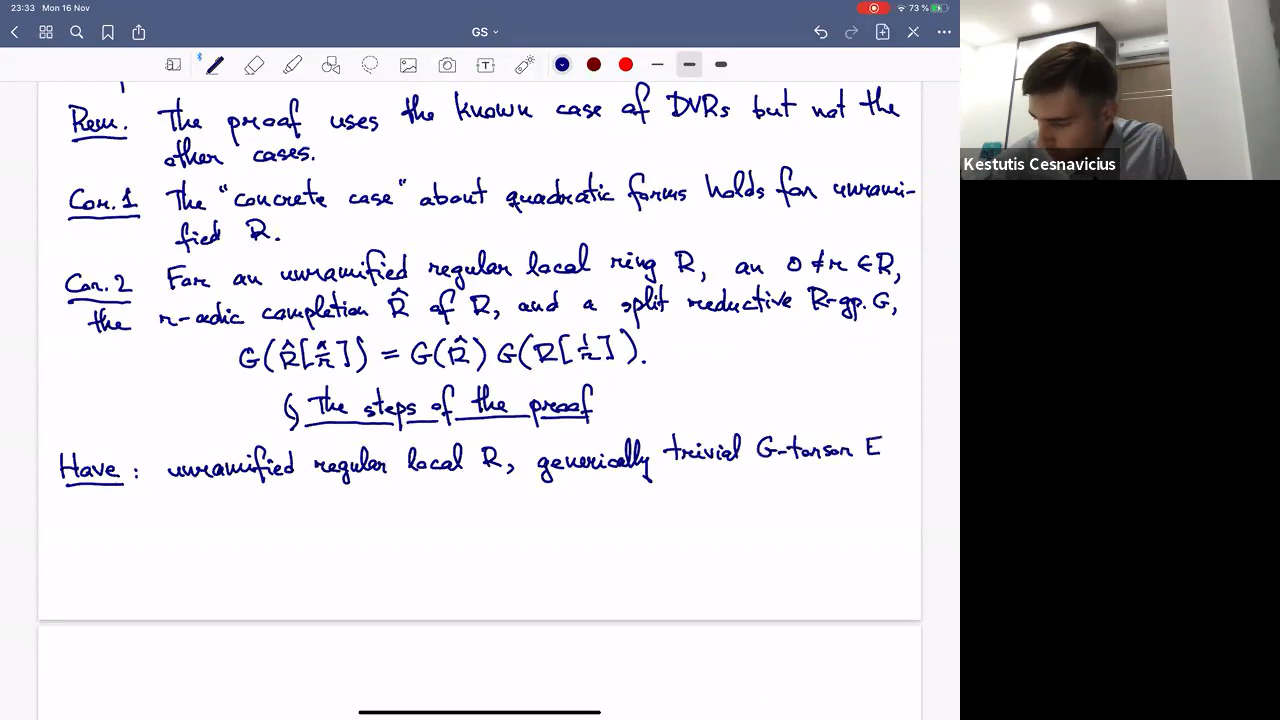 23:33 Mon 16 Nov
73 %
GS
Rem. The proof uses the known case of DVRs but not the
other cases.
Cor. 1 The "concrete case" about quadratic forms holds for unrami-
fied R.
Cor. 2 For an unramified regular local ring R, an 0 ≠ r ∈ R,
the r-adic completion R̂ of R, and a split reductive R-gp. G,
G(R̂[1/r]) = G(R̂) G(R[1/r]).
The steps of the proof
Have: unramified regular local R, generically trivial G-torsor E
Kestutis Cesnavicius